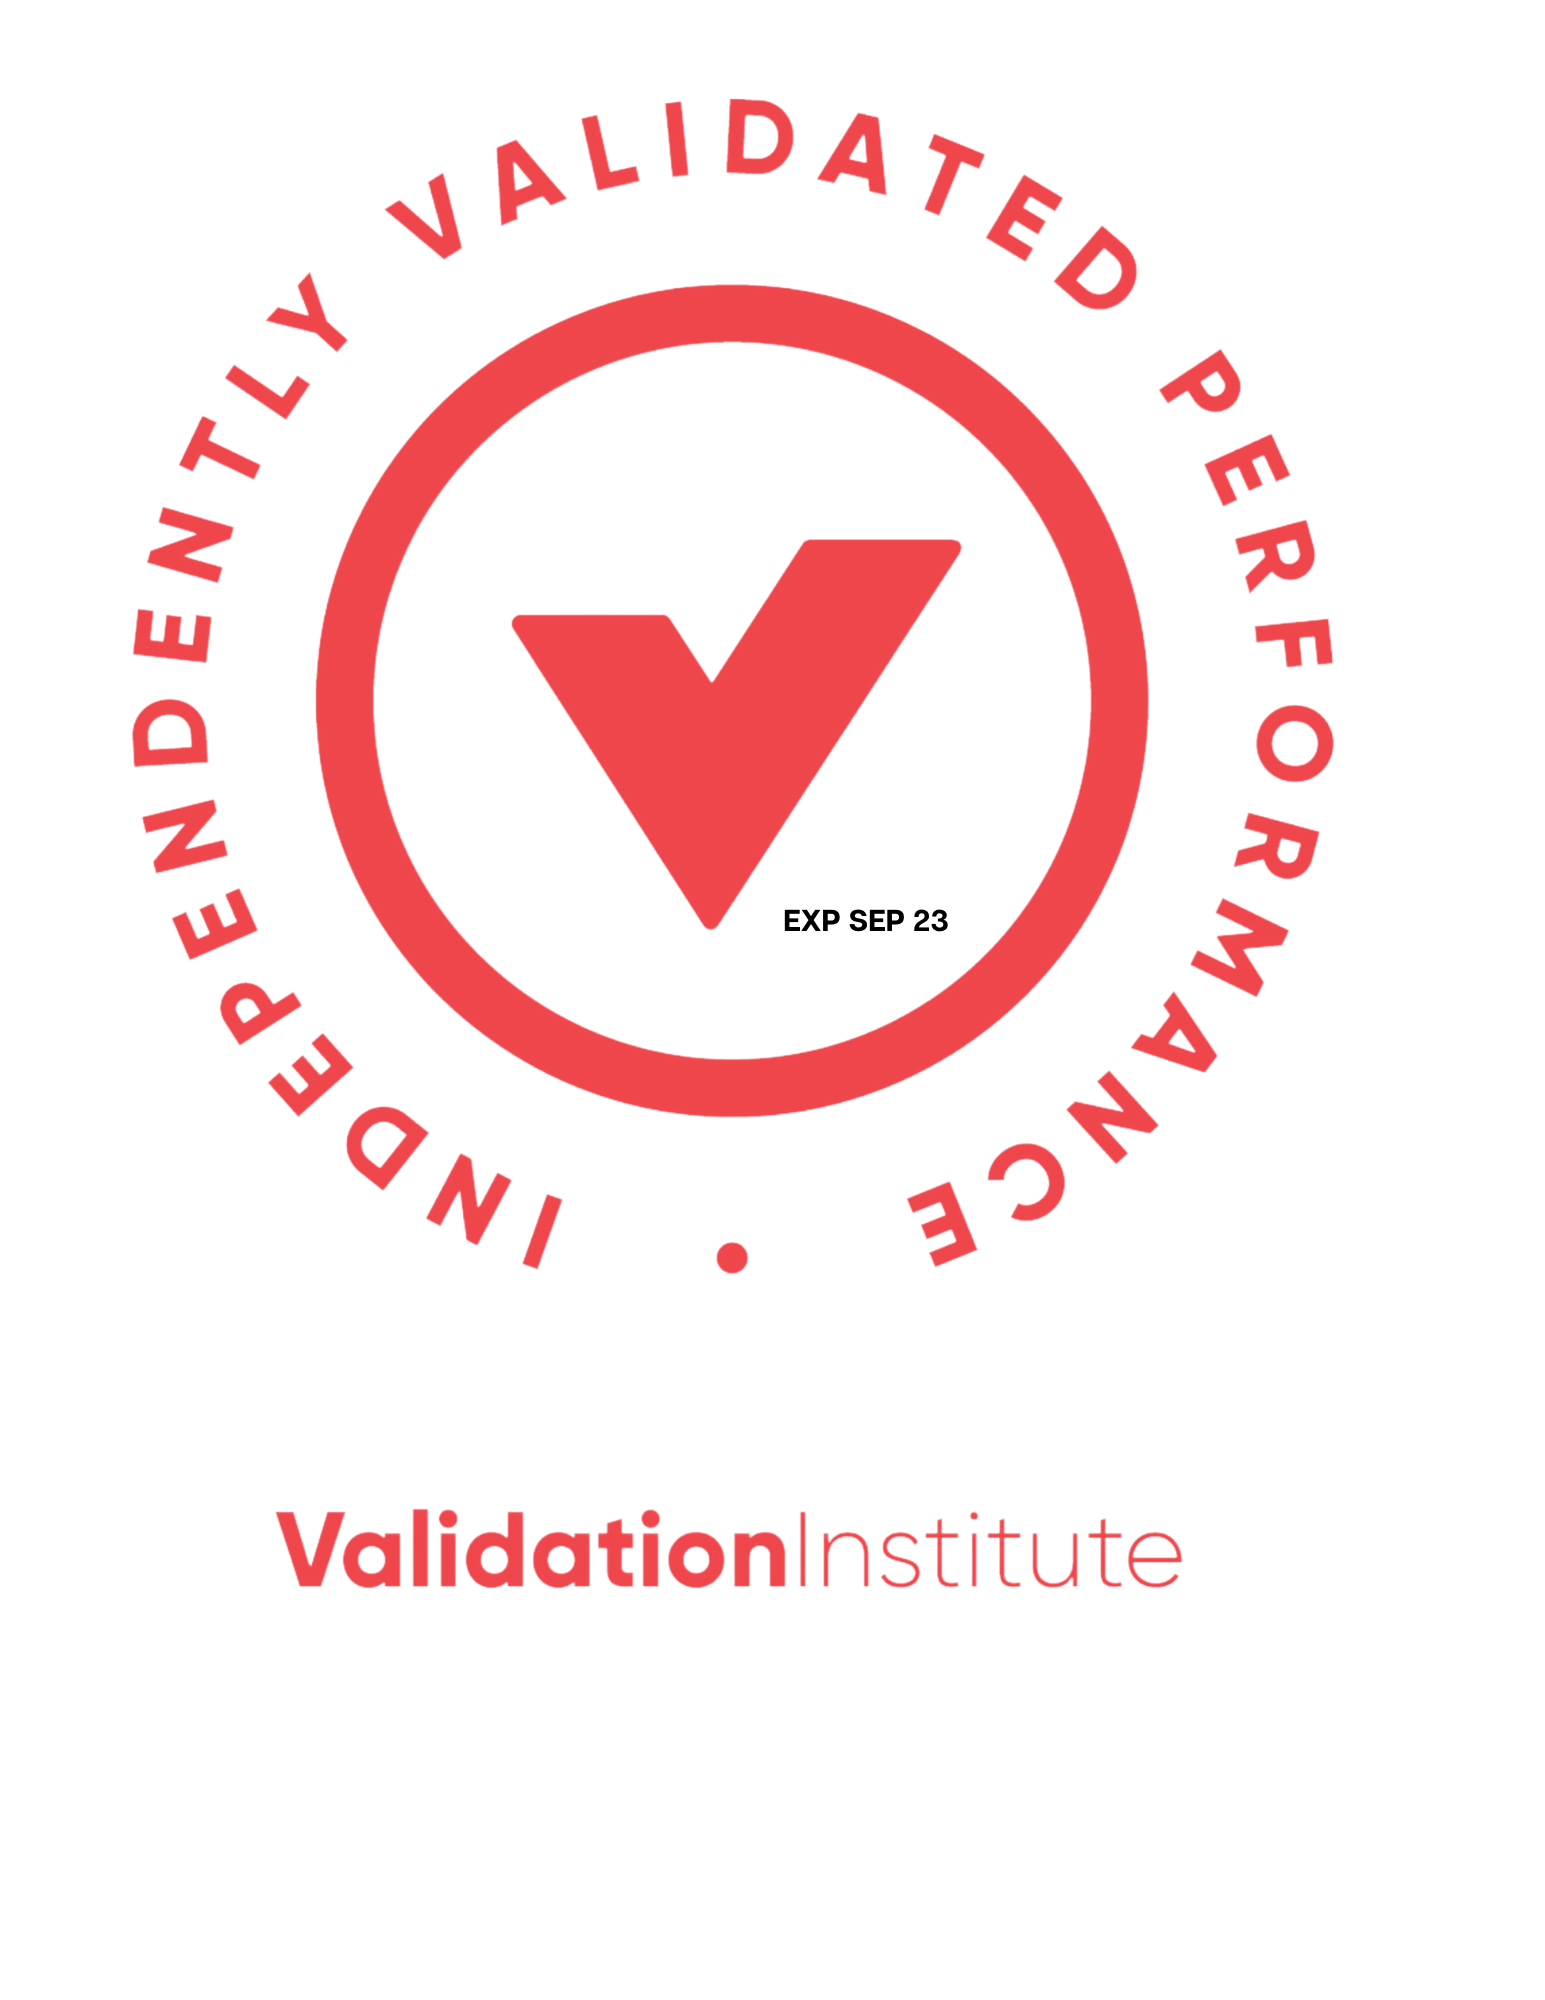 INDEPENDENTLY VALIDATED PERFORMANCE •
EXP SEP 23
ValidationInstitute